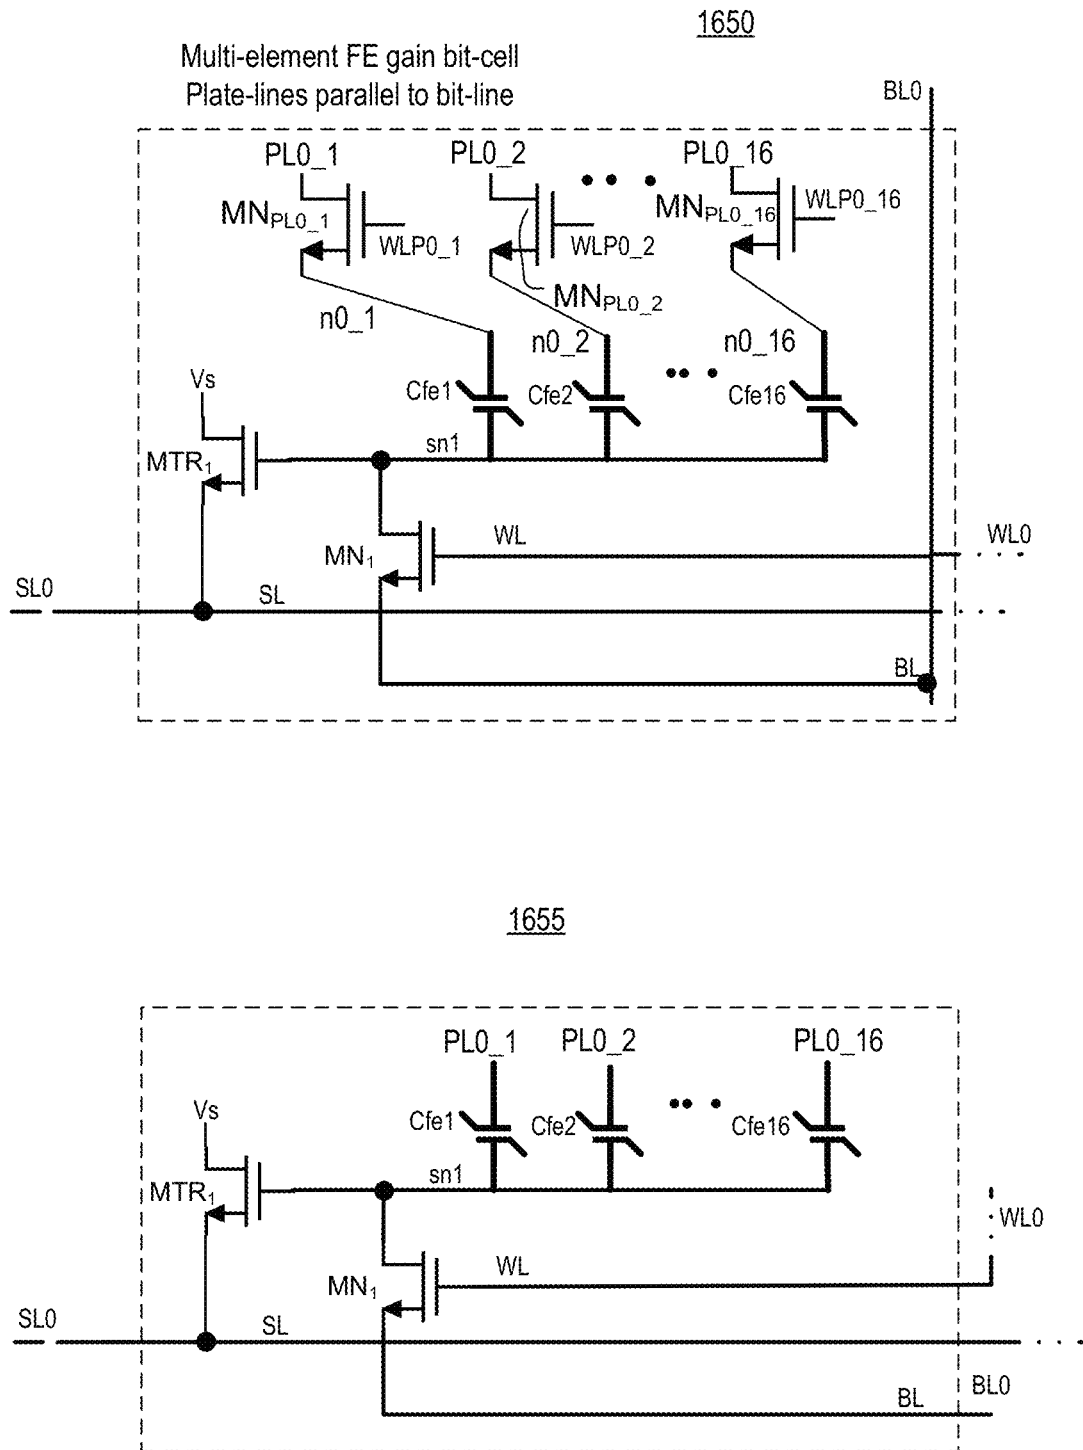 1650
Multi-element FE gain bit-cell
Plate-lines parallel to bit-line
BL0
PL0_1
PL0_2
PL0_16
MNPL0_1
WLP0_1
WLP0_2
MNPL0_16
WLP0_16
MNPL0_2
n0_1
n0_2
n0_16
Vs
Cfe1
Cfe2
Cfe16
MTR1
sn1
MN1
WL
WL0
SL0
SL
BL
1655
PL0_1
PL0_2
PL0_16
Vs
Cfe1
Cfe2
Cfe16
MTR1
sn1
WL0
MN1
WL
SL0
SL
BL
BL0